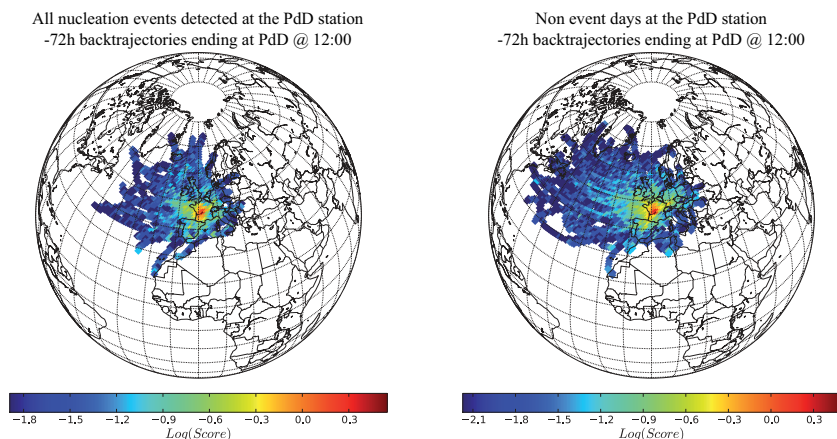 All nucleation events detected at the PdD station
-72h backtrajectories ending at PdD @ 12:00
Non event days at the PdD station
-72h backtrajectories ending at PdD @ 12:00
−1.8 −1.5 −1.2 −0.9 −0.6 −0.3 0.0 0.3
Log(Score)
−2.1 −1.8 −1.5 −1.2 −0.9 −0.6 −0.3 0.0 0.3
Log(Score)